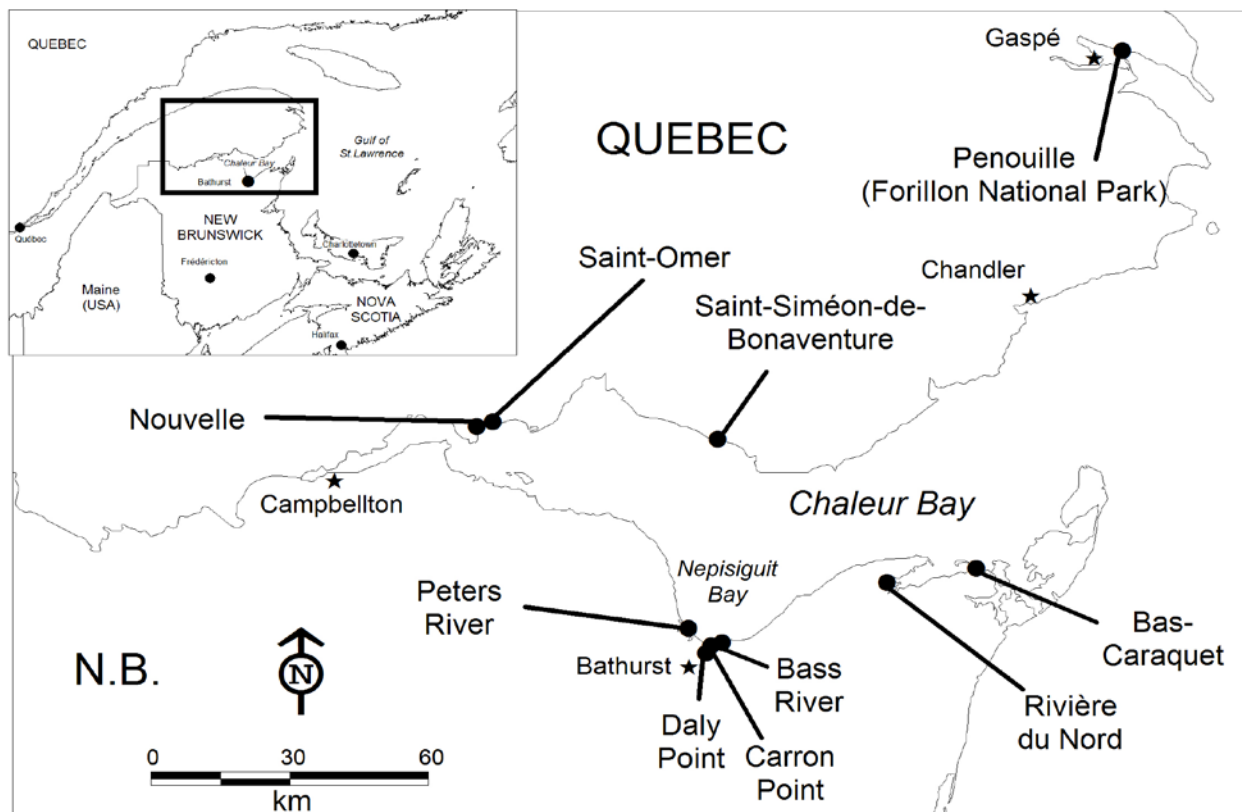 QUEBEC
Gulf of
St Lawrence
Chaleur Bay
Bathurst
NEW
BRUNSWICK
Québec
Charlottetown
Frédéricton
Maine
(USA)
NOVA
SCOTIA
Halifax
Gaspé
QUEBEC
Penouille
(Forillon National Park)
Saint-Omer
Chandler
Saint-Siméon-de-
Bonaventure
Nouvelle
Campbellton
Chaleur Bay
Nepisiguit
Bay
Peters
River
Bas-
Caraquet
N.B.
N
Bathurst
Bass
River
Rivière
du Nord
Daly
Point
Carron
Point
0 30 60
km